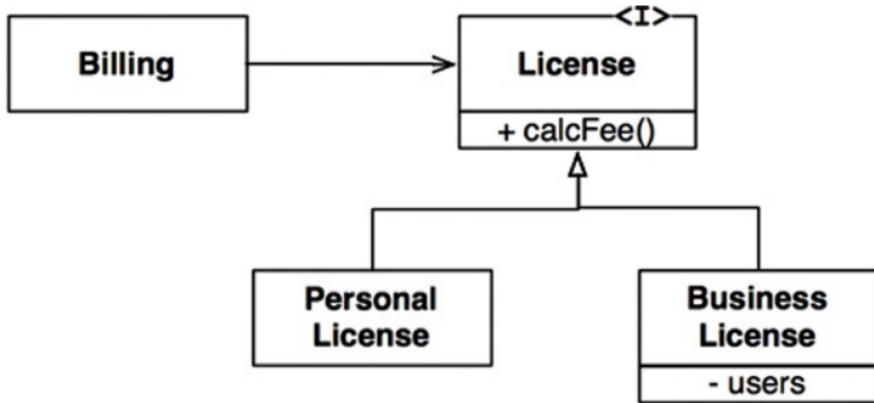 <I>
Billing
License
+ calcFee()
Personal
License
Business
License
- users